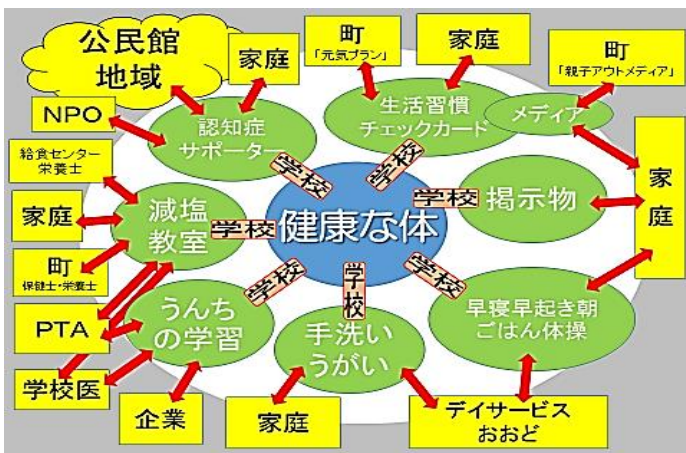 公民館
地域
家庭
町
「元気プラン」
家庭
町
「親子アウトメディア」
NPO
認知症
サポーター
生活習慣
チェックカード
メディア
給食センター
栄養士
学校
学校
家庭
減塩
教室
学校
健康な体
学校
掲示物
家庭
町
保健士・栄養士
学校
学校
学校
PTA
うんち
の学習
手洗い
うがい
早寝早起き朝
ごはん体操
学校医
企業
家庭
デイサービス
おおど